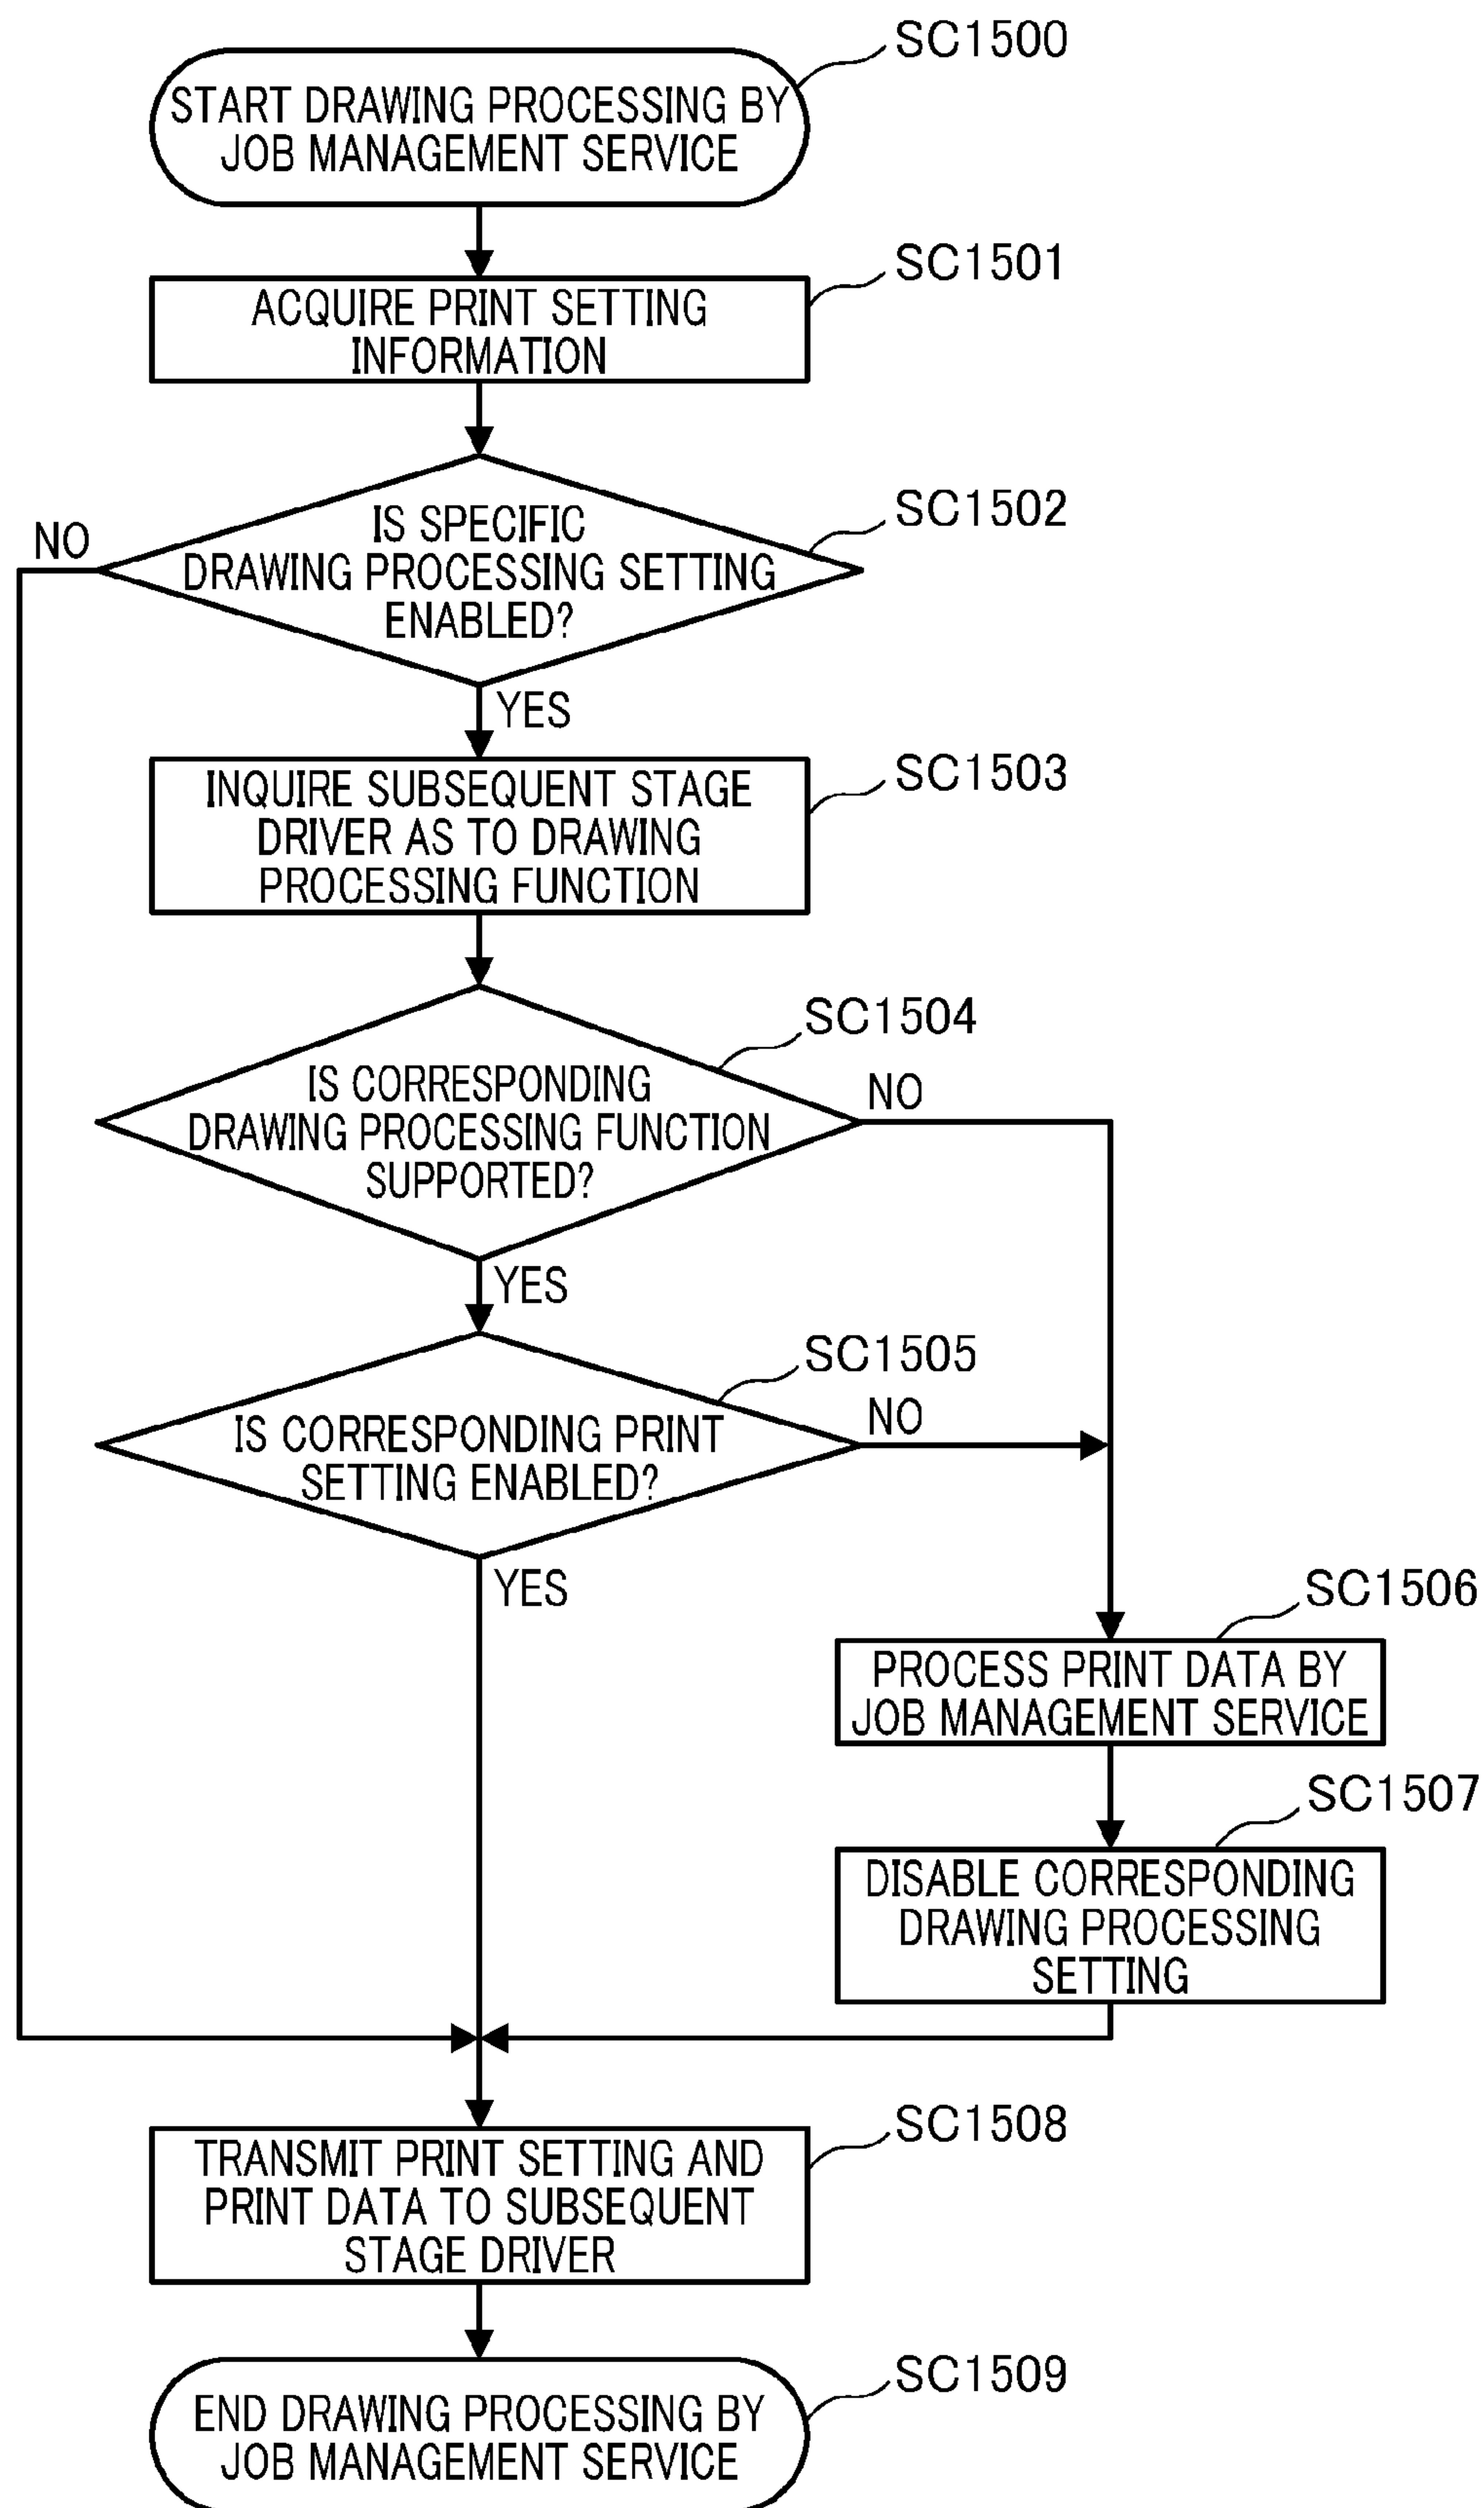 SC1500
START DRAWING PROCESSING BY
JOB MANAGEMENT SERVICE
SC1501
ACQUIRE PRINT SETTING
INFORMATION
SC1502
NO
IS SPECIFIC
DRAWING PROCESSING SETTING
ENABLED?
YES
SC1503
INQUIRE SUBSEQUENT STAGE
DRIVER AS TO DRAWING
PROCESSING FUNCTION
SC1504
NO
IS CORRESPONDING
DRAWING PROCESSING FUNCTION
SUPPORTED?
YES
SC1505
NO
IS CORRESPONDING PRINT
SETTING ENABLED?
YES
SC1506
PROCESS PRINT DATA BY
JOB MANAGEMENT SERVICE
SC1507
DISABLE CORRESPONDING
DRAWING PROCESSING
SETTING
SC1508
TRANSMIT PRINT SETTING AND
PRINT DATA TO SUBSEQUENT
STAGE DRIVER
SC1509
END DRAWING PROCESSING BY
JOB MANAGEMENT SERVICE